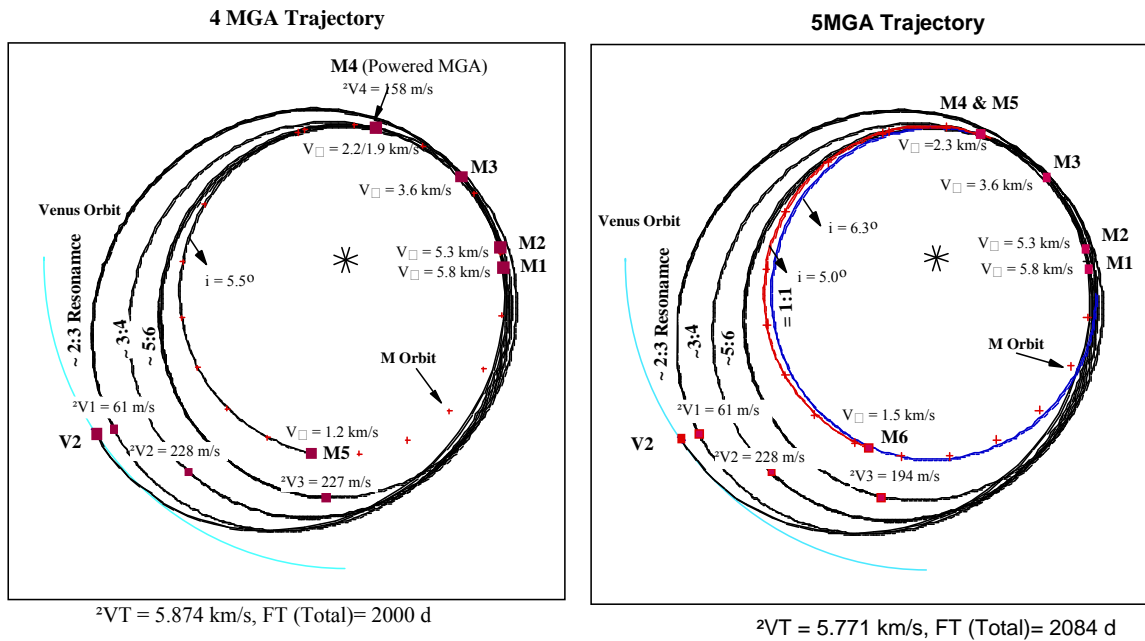 4 MGA Trajectory
M4 (Powered MGA)
²V4 = 158 m/s
V□ = 2.2/1.9 km/s
M3
V□ = 3.6 km/s
Venus Orbit
M2
V□ = 5.3 km/s
M1
V□ = 5.8 km/s
i = 5.5o
~ 2:3 Resonance
~ 3:4
~ 5:6
M Orbit
²V1 = 61 m/s
V2
²V2 = 228 m/s
V□ = 1.2 km/s
M5
²V3 = 227 m/s
²VT = 5.874 km/s, FT (Total)= 2000 d
5MGA Trajectory
M4 & M5
V□ =2.3 km/s
M3
V□ = 3.6 km/s
Venus Orbit
i = 6.3o
M2
V□ = 5.3 km/s
M1
V□ = 5.8 km/s
i = 5.0o
~ 2:3 Resonance
~3:4
~5:6
= 1:1
M Orbit
²V1 = 61 m/s
V2
²V2 = 228 m/s
V□ = 1.5 km/s
M6
²V3 = 194 m/s
²VT = 5.771 km/s, FT (Total)= 2084 d